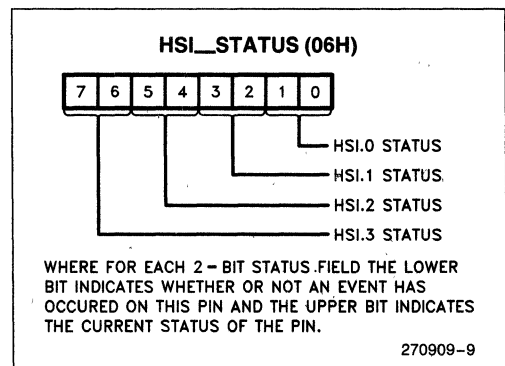 HSI_STATUS (06H)
7 6 5 4 3 2 1 0
HSI.0 STATUS
HSI.1 STATUS
HSI.2 STATUS
HSI.3 STATUS
WHERE FOR EACH 2-BIT STATUS FIELD THE LOWER
BIT INDICATES WHETHER OR NOT AN EVENT HAS
OCCURED ON THIS PIN AND THE UPPER BIT INDICATES
THE CURRENT STATUS OF THE PIN.
270909-9